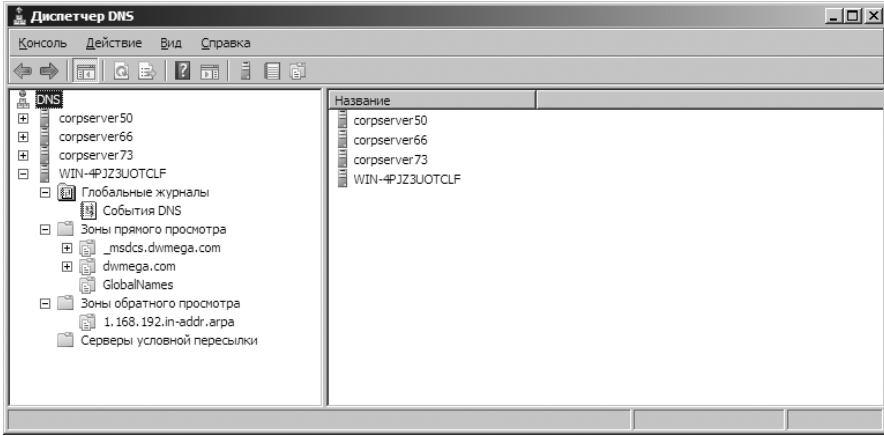 Диспетчер DNS
Консоль Действие Вид Справка
DNS
corpserver50
corpserver66
corpserver73
WIN-4PJZ3UOTCLF
Глобальные журналы
События DNS
Зоны прямого просмотра
_msdcs.dwmega.com
dwmega.com
GlobalNames
Зоны обратного просмотра
1.168.192.in-addr.arpa
Серверы условной пересылки
Название
corpserver50
corpserver66
corpserver73
WIN-4PJZ3UOTCLF